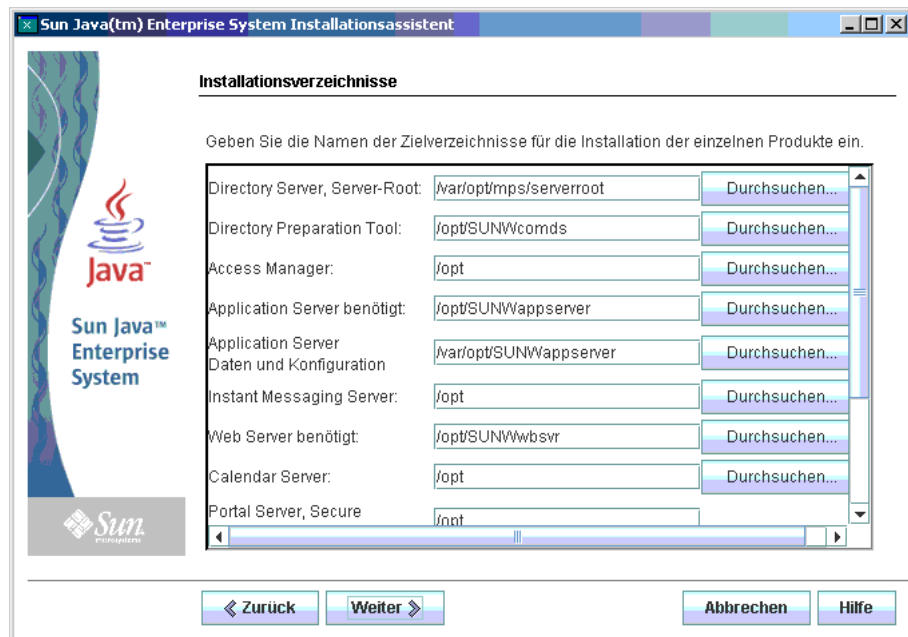 Sun Java(tm) Enterprise System Installationsassistent
Installationsverzeichnisse
Geben Sie die Namen der Zielverzeichnisse für die Installation der einzelnen Produkte ein.
Directory Server, Server-Root: /var/opt/mps/serverroot Durchsuchen...
Directory Preparation Tool: /opt/SUNWcomds Durchsuchen...
Access Manager: /opt Durchsuchen...
Application Server benötigt: /opt/SUNWappserver Durchsuchen...
Application Server
Daten und Konfiguration /var/opt/SUNWappserver Durchsuchen...
Instant Messaging Server: /opt Durchsuchen...
Web Server benötigt: /opt/SUNWwbsvr Durchsuchen...
Calendar Server: /opt Durchsuchen...
Portal Server, Secure /opt
Java™
Sun Java™
Enterprise
System
Sun
microsystems
Zurück Weiter Abbrechen Hilfe